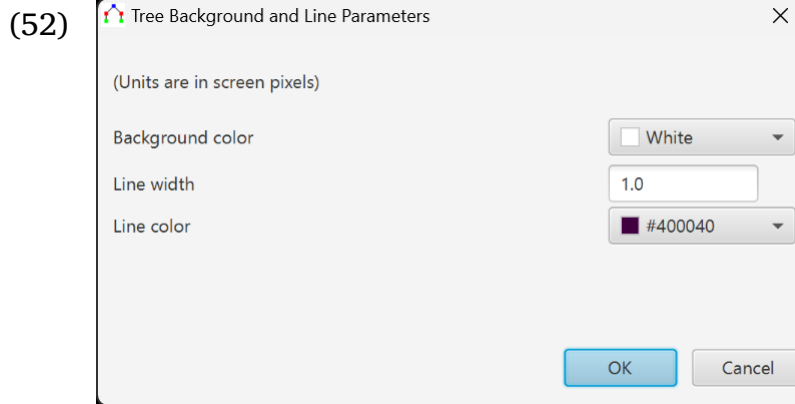 (52)
Tree Background and Line Parameters
(Units are in screen pixels)
Background color White
Line width 1.0
Line color #400040
OK Cancel